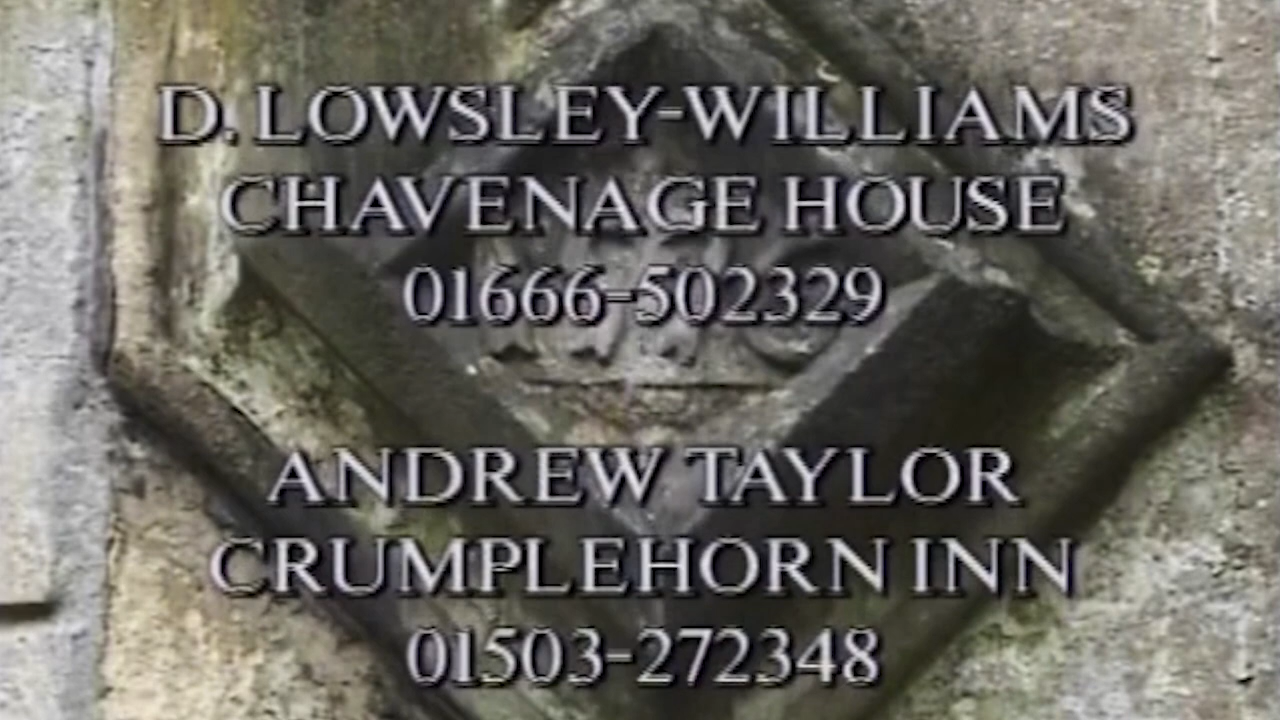 D. LOWSLEY-WILLIAMS
CHAVENAGE HOUSE
01666-502329
ANDREW TAYLOR
CRUMPLEHORN INN
01503-272348